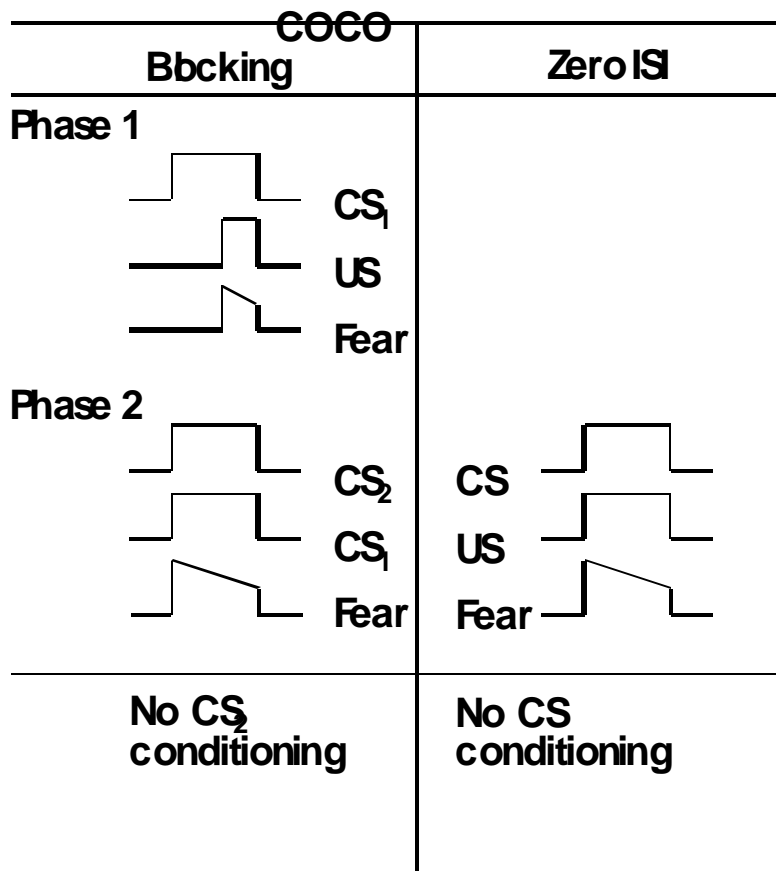 COCO
Blocking
Zero ISI
Phase 1
CS1
US
Fear
Phase 2
CS2
CS1
Fear
CS
US
Fear
No CS2
conditioning
No CS
conditioning